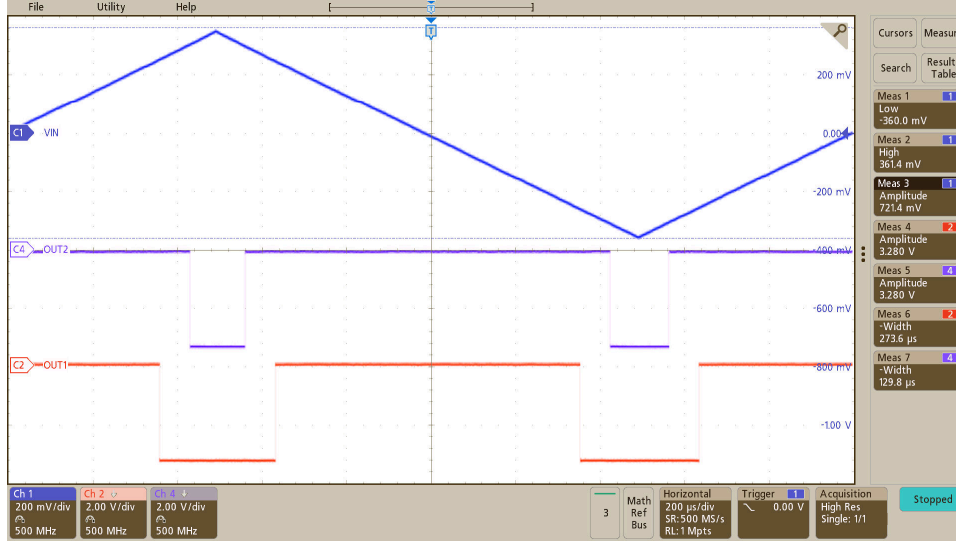 File Utility Help
T
T
Cursors Measur
Search Result
Table
200 mV
C1 VIN
0.00
-200 mV
C4 OUT2
-400 mV
-600 mV
C2 OUT1
-800 mV
-1.00 V
Meas 1 1
Low
-360.0 mV
Meas 2 1
High
361.4 mV
Meas 3 1
Amplitude
721.4 mV
Meas 4 2
Amplitude
3.280 V
Meas 5 4
Amplitude
3.280 V
Meas 6 2
-Width
273.6 µs
Meas 7 4
-Width
129.8 µs
Ch 1
200 mV/div
500 MHz
Ch 2
2.00 V/div
500 MHz
Ch 4
2.00 V/div
500 MHz
3
Math
Ref
Bus
Horizontal
200 µs/div
SR:500 MS/s
RL:1 Mpts
Trigger 1
0.00 V
Acquisition
High Res
Single: 1/1
Stopped